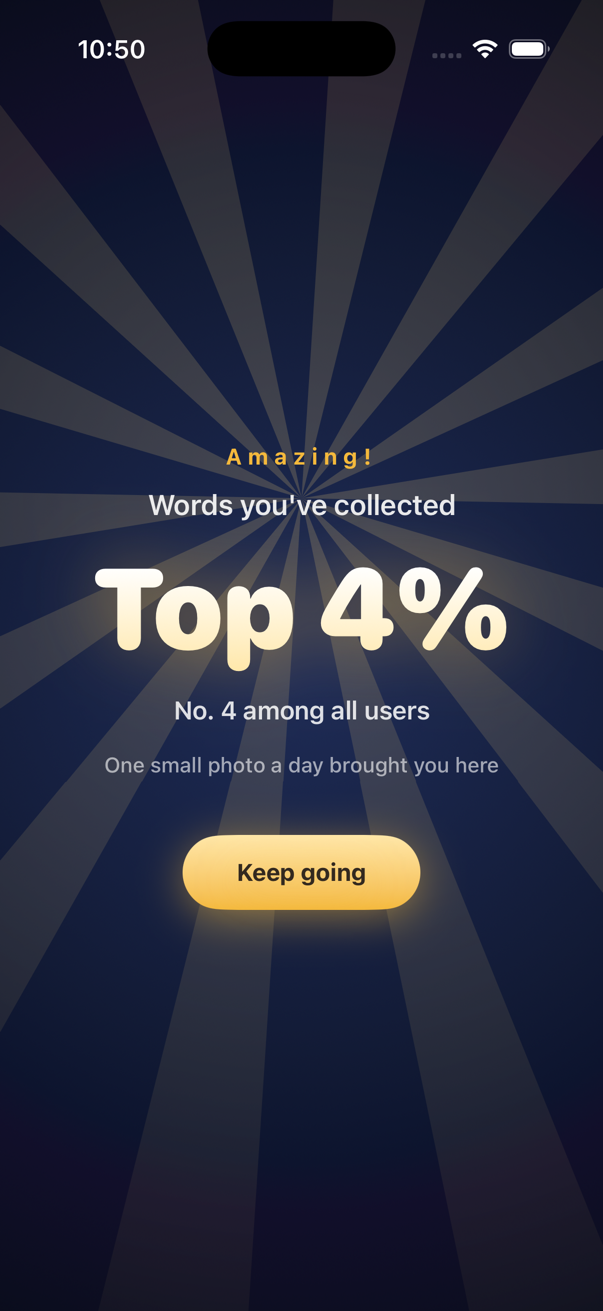 10:50
Amazing!
Words you've collected
Top 4%
No. 4 among all users
One small photo a day brought you here
Keep going